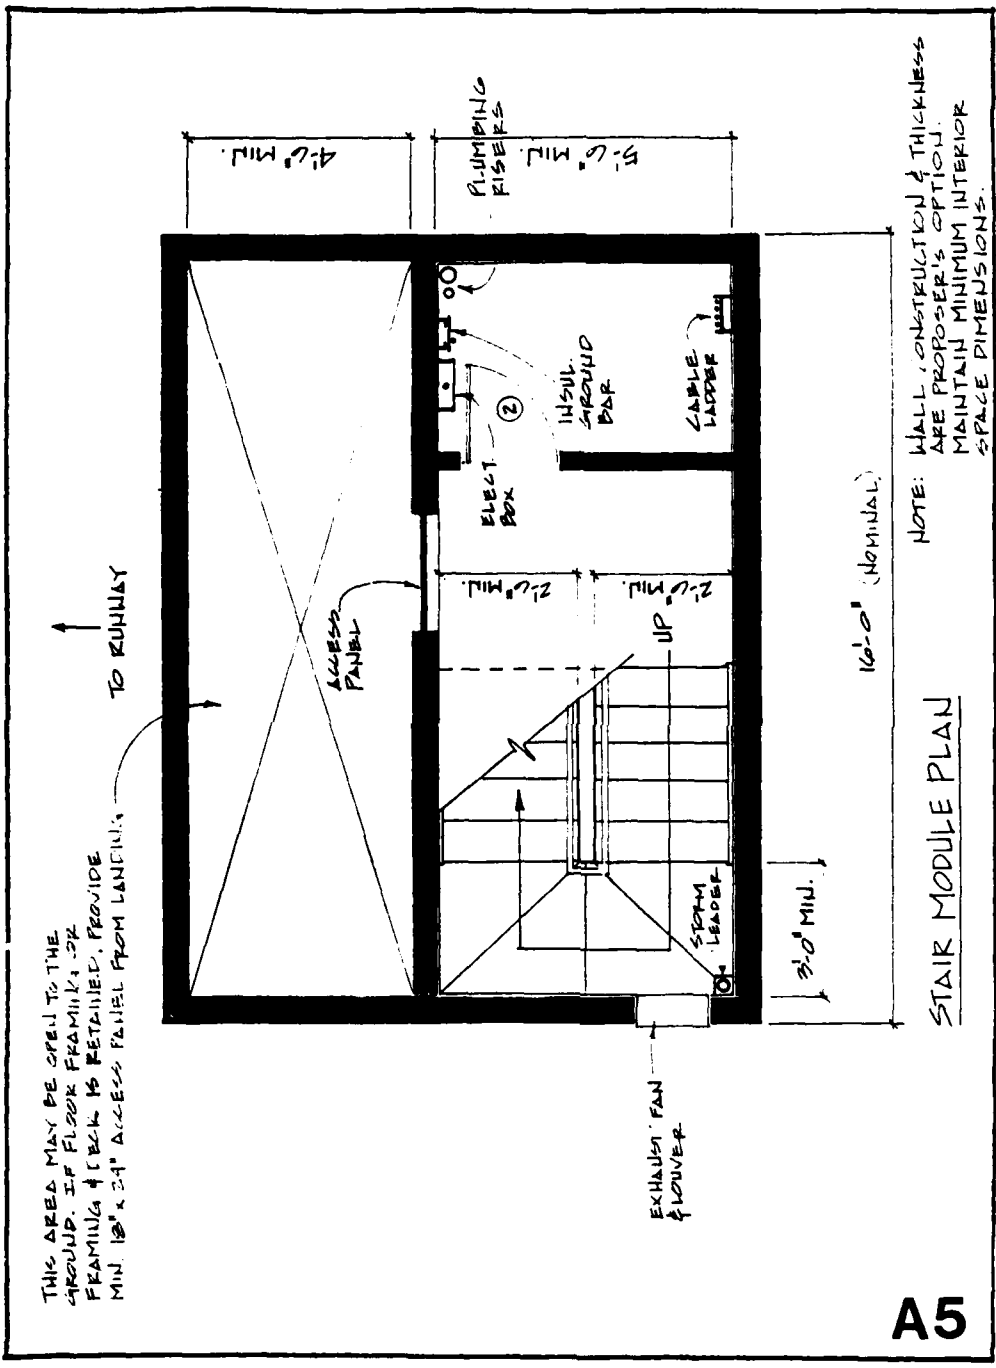 THIS AREA MAY BE OPEN TO THE
GROUND. IF FLOOR FRAMING OR
FRAMING & DECK IS RETAINED, PROVIDE
MIN. 18" x 24" ACCESS PANEL FROM LANDING
TO RUNWAY
4'-6" MIN.
5'-6" MIN.
PLUMBING
RISERS
ACCESS
PANEL
ELECT
BOX
②
INSUL.
GROUND
BAR
CABLE
LADDER
2'-6" MIN.
2'-6" MIN.
UP
STORM
LEADER
3'-0" MIN.
EXHAUST FAN
& LOUVER
16'-0" (NOMINAL)
NOTE: WALL CONSTRUCTION & THICKNESS
ARE PROPOSER'S OPTION.
MAINTAIN MINIMUM INTERIOR
SPACE DIMENSIONS.
STAIR MODULE PLAN
A5